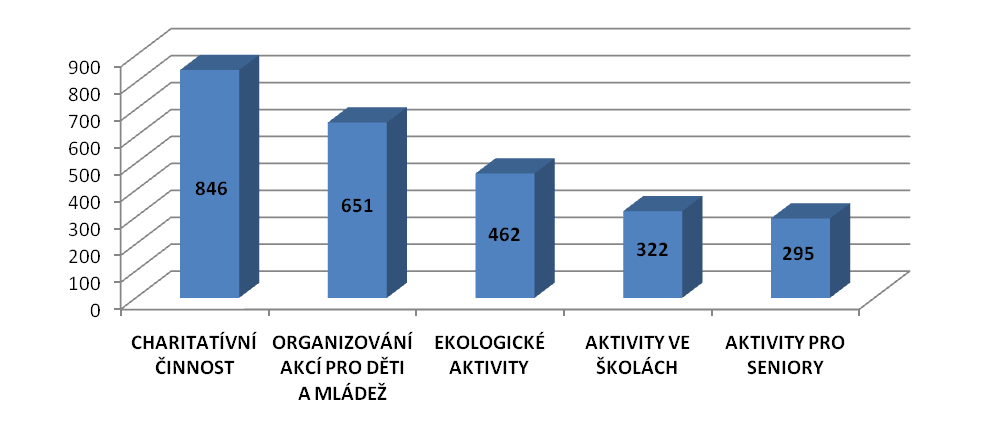 900
800
700
600
500
400
300
200
100
0
846
651
462
322
295
CHARITATÍVNÍ
ČINNOST
ORGANIZOVÁNÍ
AKCÍ PRO DĚTI
A MLÁDEŽ
EKOLOGICKÉ
AKTIVITY
AKTIVITY VE
ŠKOLÁCH
AKTIVITY PRO
SENIORY